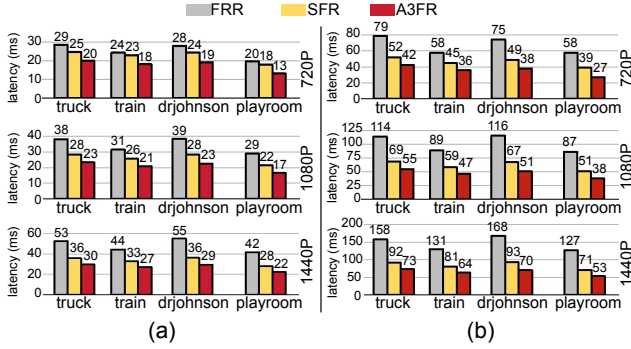 FRR SFR A3FR
latency (ms)
30
20
10
0
29 25 20 24 23 18 28 24 19 20 18 13
truck train drjohnson playroom
720P
latency (ms)
40
30
20
10
0
38 28 23 31 26 21 39 28 23 29 22 17
truck train drjohnson playroom
1080P
latency (ms)
60
40
20
0
53 36 30 44 33 27 55 36 29 42 28 22
truck train drjohnson playroom
1440P
(a)
latency (ms)
80
60
40
20
0
79 52 42 58 45 36 75 49 38 58 39 27
truck train drjohnson playroom
720P
latency (ms)
125
100
75
50
25
0
114 69 55 89 59 47 116 67 51 87 51 38
truck train drjohnson playroom
1080P
latency (ms)
200
150
100
50
0
158 92 73 131 81 64 168 93 70 127 71 53
truck train drjohnson playroom
1440P
(b)